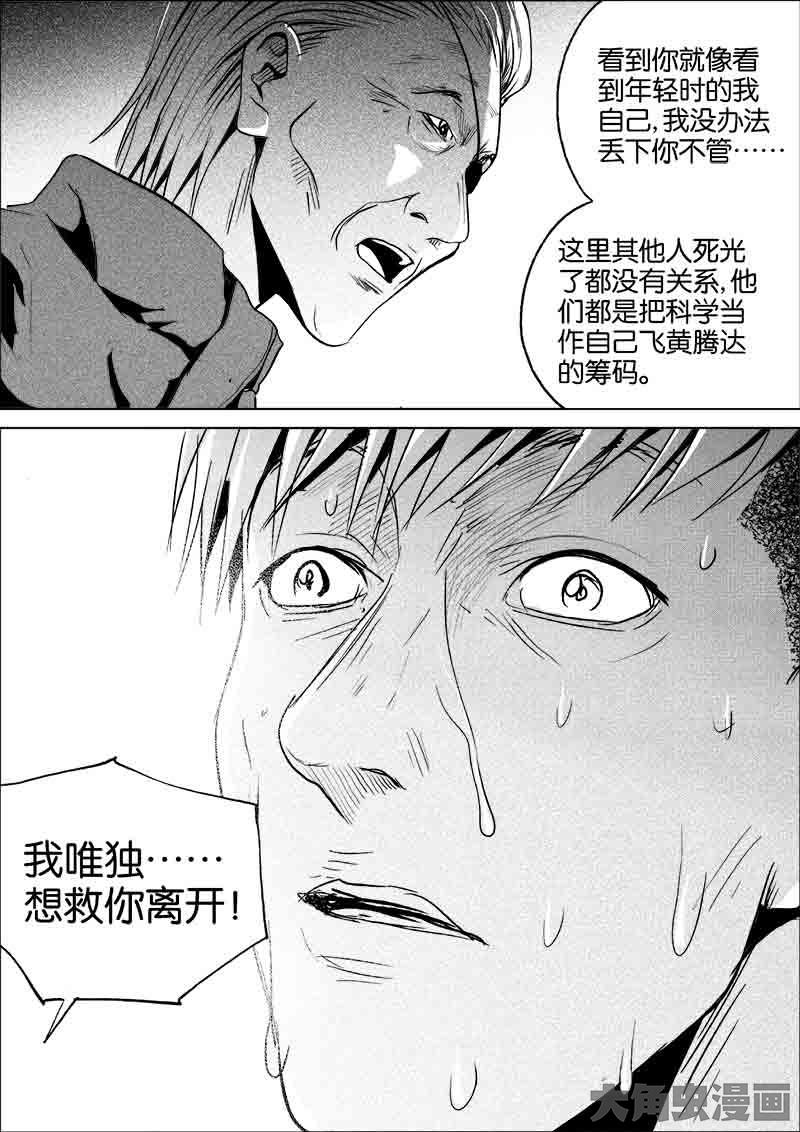 看到你就像看
到年轻时的我
自己,我没办法
丢下你不管……
这里其他人死光
了都没有关系,他
们都是把科学当
作自己飞黄腾达
的筹码。
我唯独……
想救你离开!
大角虫漫画